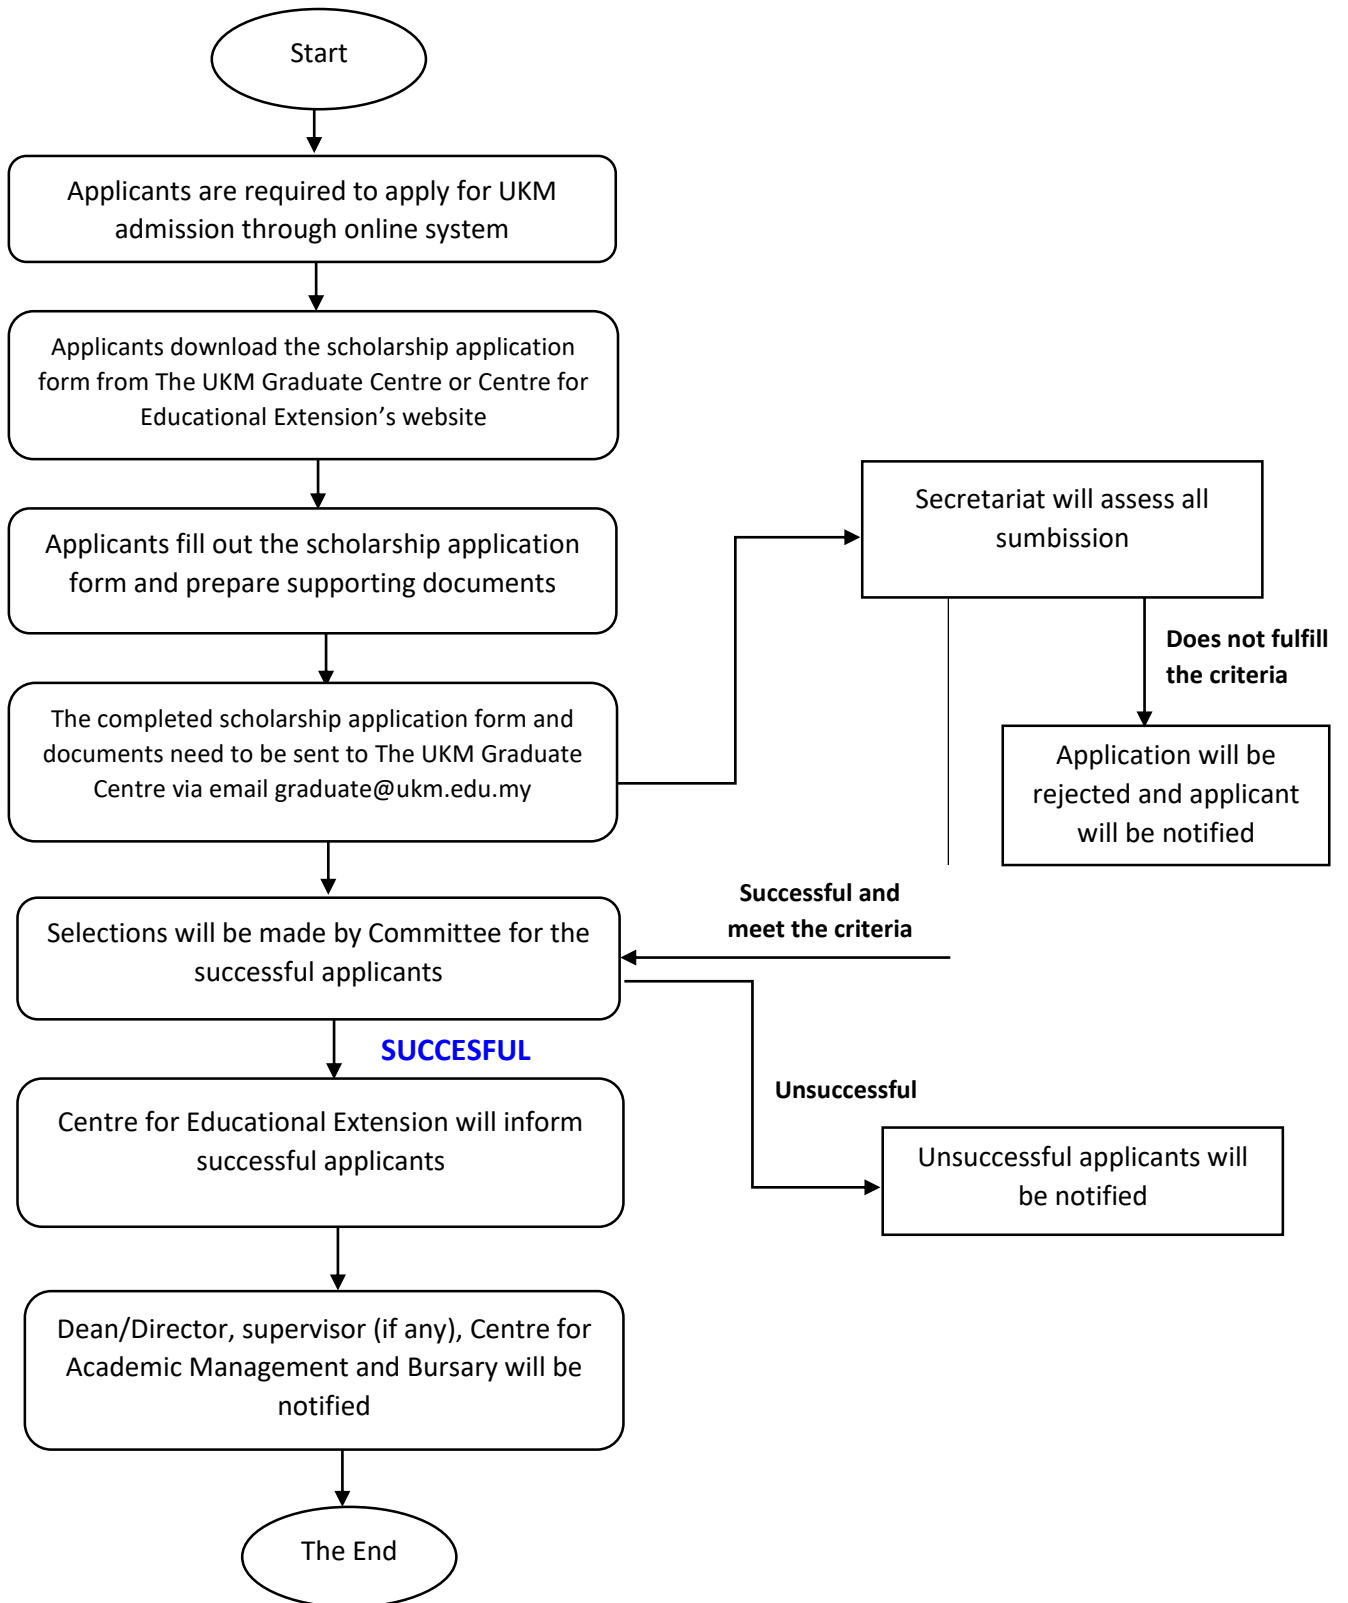 Start
Applicants are required to apply for UKM
admission through online system
Applicants download the scholarship application
form from The UKM Graduate Centre or Centre for
Educational Extension’s website
Applicants fill out the scholarship application
form and prepare supporting documents
The completed scholarship application form and
documents need to be sent to The UKM Graduate
Centre via email graduate@ukm.edu.my
Secretariat will assess all
sumbission
Does not fulfill
the criteria
Application will be
rejected and applicant
will be notified
Successful and
meet the criteria
Selections will be made by Committee for the
successful applicants
SUCCESFUL
Unsuccessful
Unsuccessful applicants will
be notified
Centre for Educational Extension will inform
successful applicants
Dean/Director, supervisor (if any), Centre for
Academic Management and Bursary will be
notified
The End